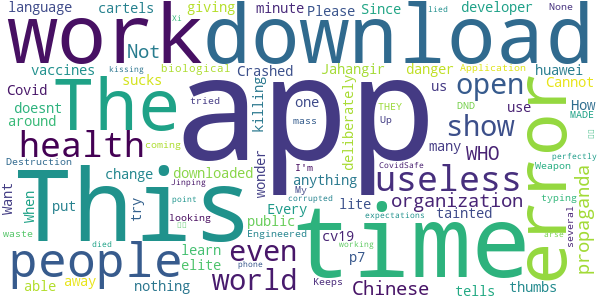 work download
language cartels giving minute Please Since developer None Xi lied
Not Crashed Jahangir danger huawei
kissing vaccines biological Application Cannot
Covid sucks tried one us open
doesnt The app error
around killing deliberately THEY DND use How MADE
health wonder mass Up show many perfectly
Destruction coming I'm CovidSafe WHO Weapon
This downloaded anything My corrupted useless typing
Want When change Jinping looking lite organization propaganda
put try point Every public Engineered time expectations tainted several
people even cv19 Chinese
waste learn world p7 working arse
able away elite died phone Keeps tells thumbs
nothing